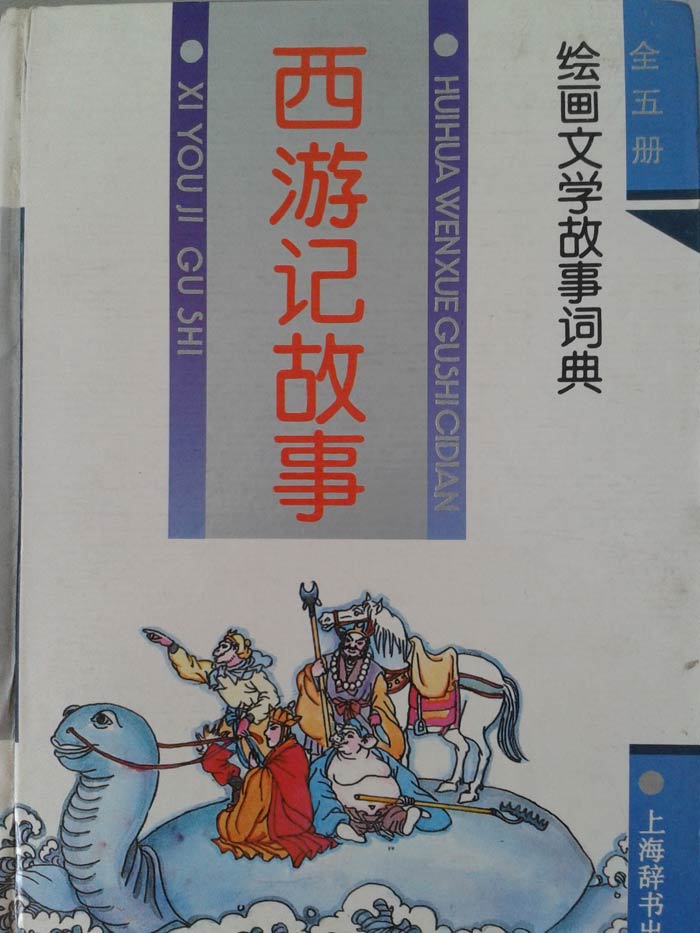 全五册
绘画文学故事词典
HUIHUA WENXUE GUSHI CIDIAN
西游记故事
XI YOU JI GU SHI
上海辞书出